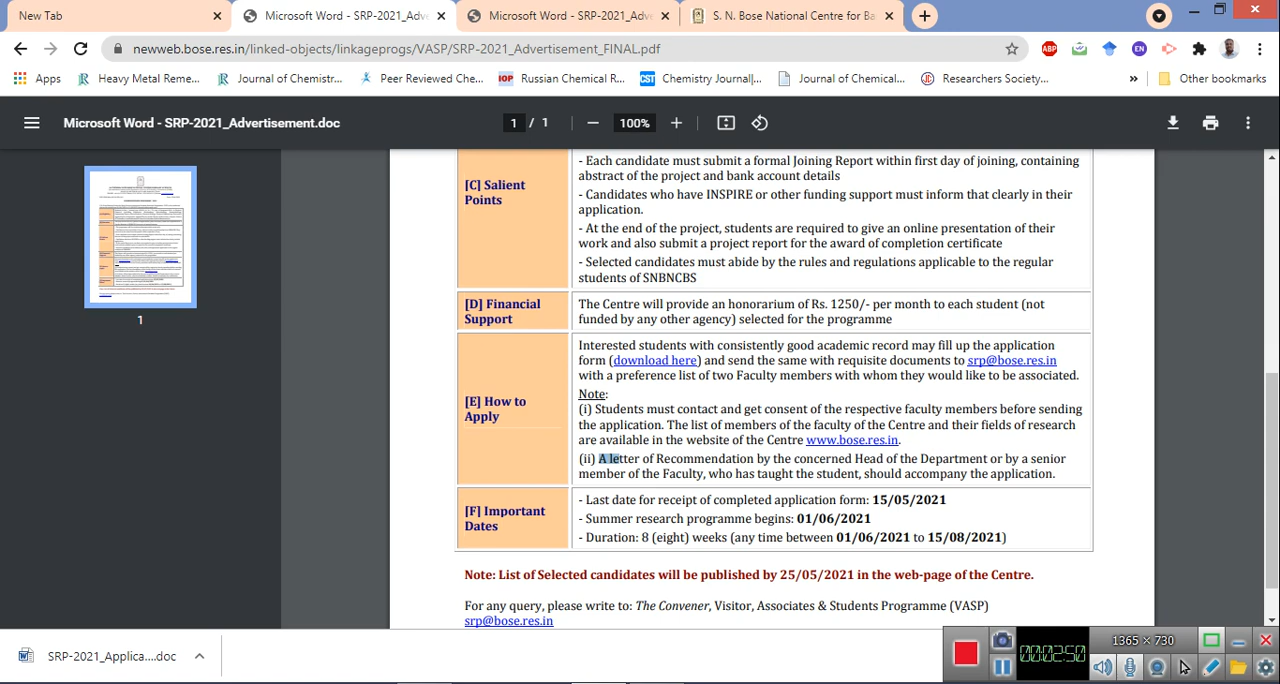 New Tab
Microsoft Word - SRP-2021_Adv
Microsoft Word - SRP-2021_Adve
S. N. Bose National Centre for Ba
newweb.bose.res.in/linked-objects/linkageprogs/VASP/SRP-2021_Advertisement_FINAL.pdf
ABP
EN
Apps
Heavy Metal Reme...
Journal of Chemistr...
Peer Reviewed Che...
IOP Russian Chemical R...
CST Chemistry Journal|...
Journal of Chemical...
Researchers Society...
»
Other bookmarks
Microsoft Word - SRP-2021_Advertisement.doc
1 / 1
100%
1
[C] Salient
Points
- Each candidate must submit a formal Joining Report within first day of joining, containing
abstract of the project and bank account details
- Candidates who have INSPIRE or other funding support must inform that clearly in their
application.
- At the end of the project, students are required to give an online presentation of their
work and also submit a project report for the award of completion certificate
- Selected candidates must abide by the rules and regulations applicable to the regular
students of SNBNCBS
[D] Financial
Support
The Centre will provide an honorarium of Rs. 1250/- per month to each student (not
funded by any other agency) selected for the programme
[E] How to
Apply
Interested students with consistently good academic record may fill up the application
form (download here) and send the same with requisite documents to srp@bose.res.in
with a preference list of two Faculty members with whom they would like to be associated.
Note:
(i) Students must contact and get consent of the respective faculty members before sending
the application. The list of members of the faculty of the Centre and their fields of research
are available in the website of the Centre www.bose.res.in.
(ii) A letter of Recommendation by the concerned Head of the Department or by a senior
member of the Faculty, who has taught the student, should accompany the application.
[F] Important
Dates
- Last date for receipt of completed application form: 15/05/2021
- Summer research programme begins: 01/06/2021
- Duration: 8 (eight) weeks (any time between 01/06/2021 to 15/08/2021)
Note: List of Selected candidates will be published by 25/05/2021 in the web-page of the Centre.
For any query, please write to: The Convener, Visitor, Associates & Students Programme (VASP)
srp@bose.res.in
SRP-2021_Applica....doc
00:02:50
1365 × 730